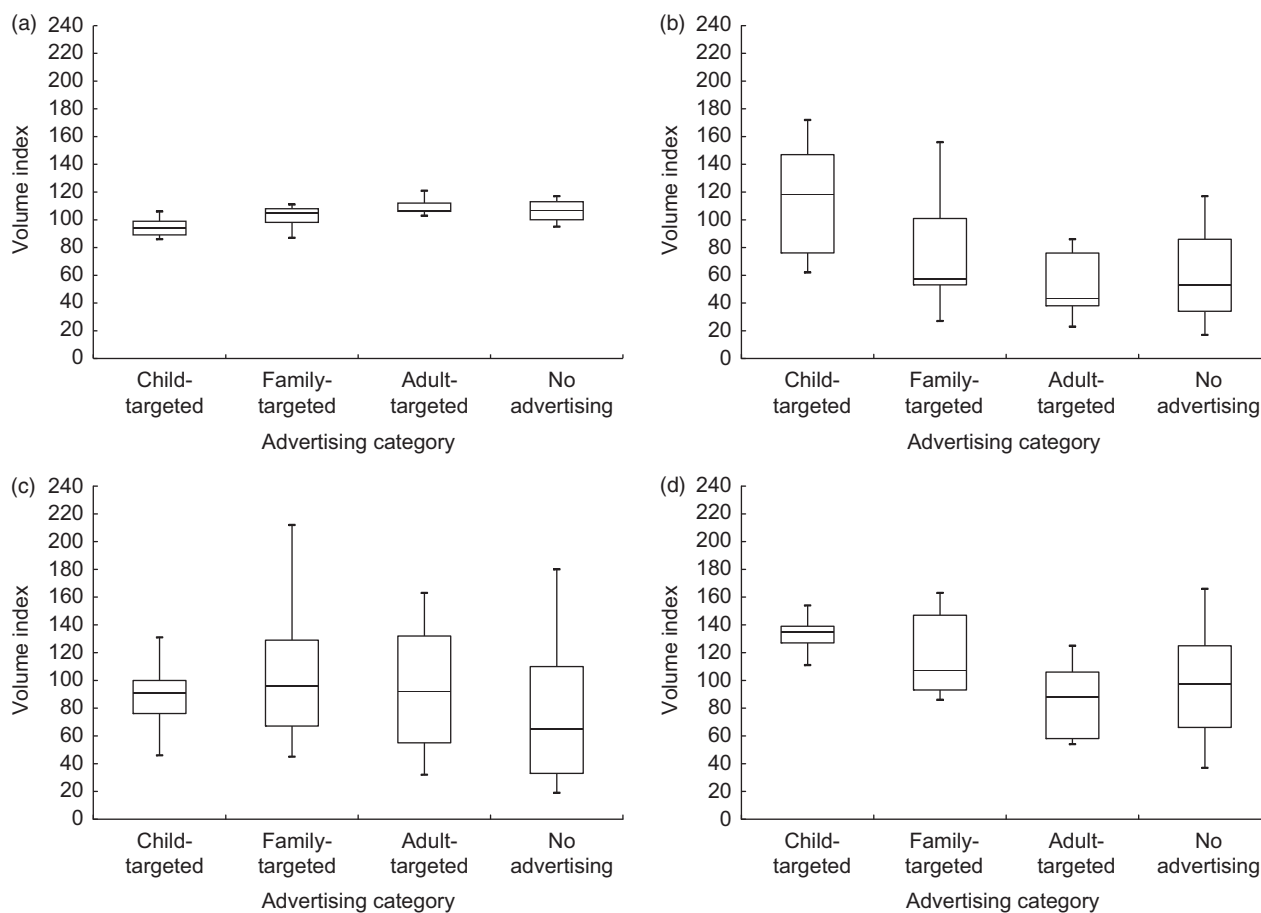 (a)
240
220
200
180
160
140
120
100
80
60
40
20
0
Volume index
Child-
targeted
Family-
targeted
Adult-
targeted
No
advertising
Advertising category
(b)
240
220
200
180
160
140
120
100
80
60
40
20
0
Volume index
Child-
targeted
Family-
targeted
Adult-
targeted
No
advertising
Advertising category
(c)
240
220
200
180
160
140
120
100
80
60
40
20
0
Volume index
Child-
targeted
Family-
targeted
Adult-
targeted
No
advertising
Advertising category
(d)
240
220
200
180
160
140
120
100
80
60
40
20
0
Volume index
Child-
targeted
Family-
targeted
Adult-
targeted
No
advertising
Advertising category